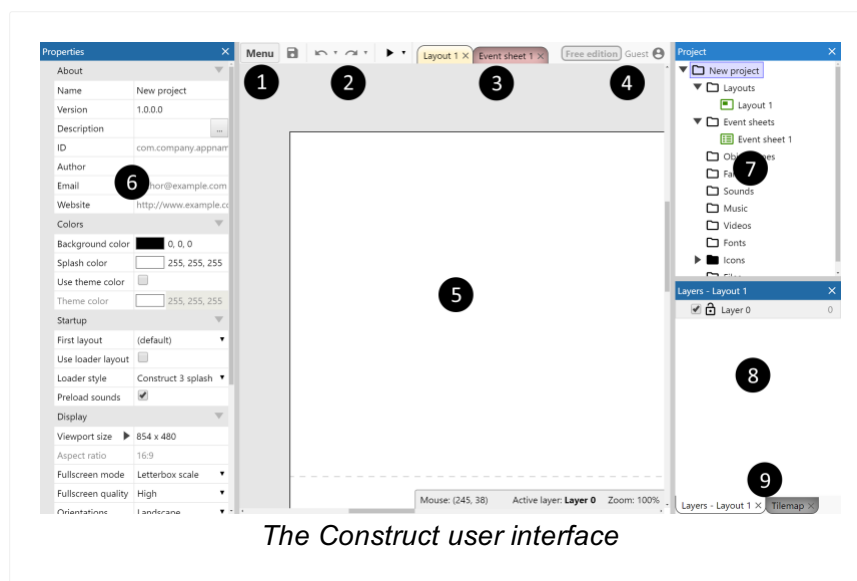 Properties
About
Name New project
Version 1.0.0.0
Description ...
ID com.company.appnam
Author
Email hor@example.com
Website http://www.example.co
Colors
Background color 0, 0, 0
Splash color 255, 255, 255
Use theme color
Theme color 255, 255, 255
Startup
First layout (default)
Use loader layout
Loader style Construct 3 splash
Preload sounds
Display
Viewport size 854 x 480
Aspect ratio 16:9
Fullscreen mode Letterbox scale
Fullscreen quality High
Orientations Landscape
6
Menu Layout 1 Event sheet 1 Free edition Guest
1 2 3 4
5
Mouse: (245, 38) Active layer: Layer 0 Zoom: 100%
Project
New project
Layouts
Layout 1
Event sheets
Event sheet 1
7
Sounds
Music
Videos
Fonts
Icons
Files
Layers - Layout 1
Layer 0 0
8
9
Layers - Layout 1 Tilemap
The Construct user interface